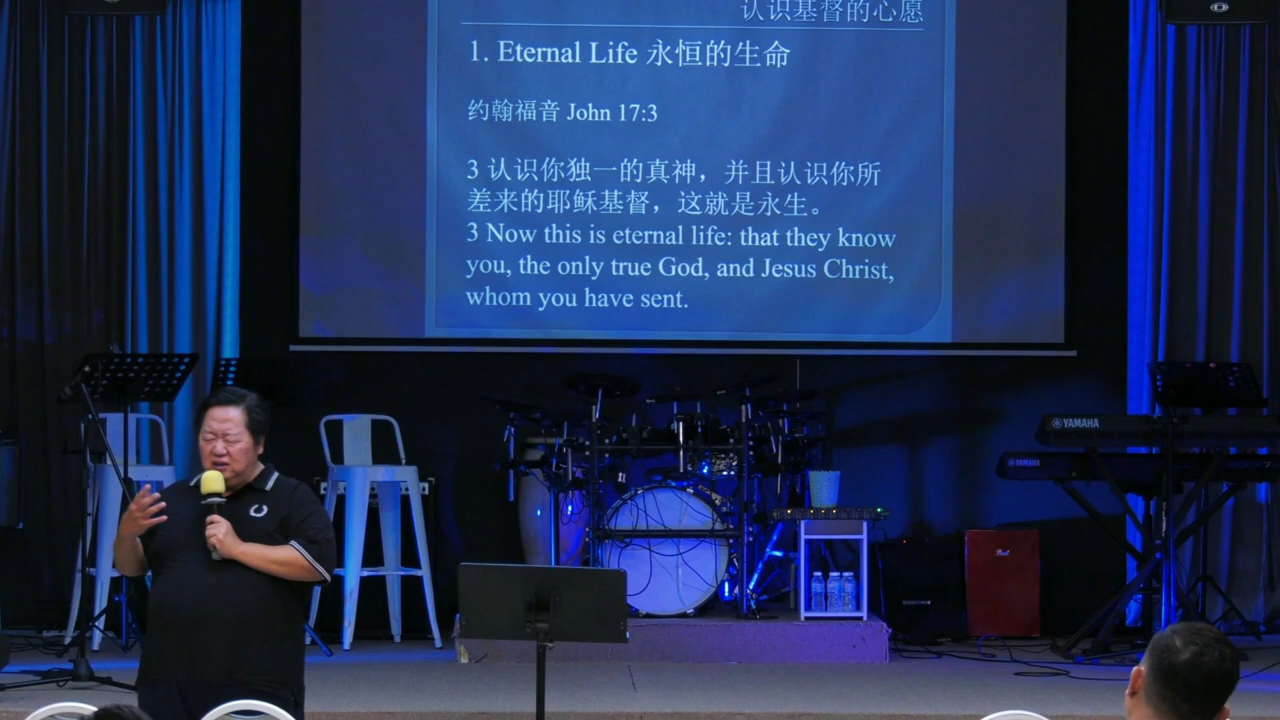 认识基督的心愿
1. Eternal Life 永恒的生命
约翰福音 John 17:3
3 认识你独一的真神，并且认识你所
差来的耶稣基督，这就是永生。
3 Now this is eternal life: that they know
you, the only true God, and Jesus Christ,
whom you have sent.
YAMAHA
YAMAHA
Pearl